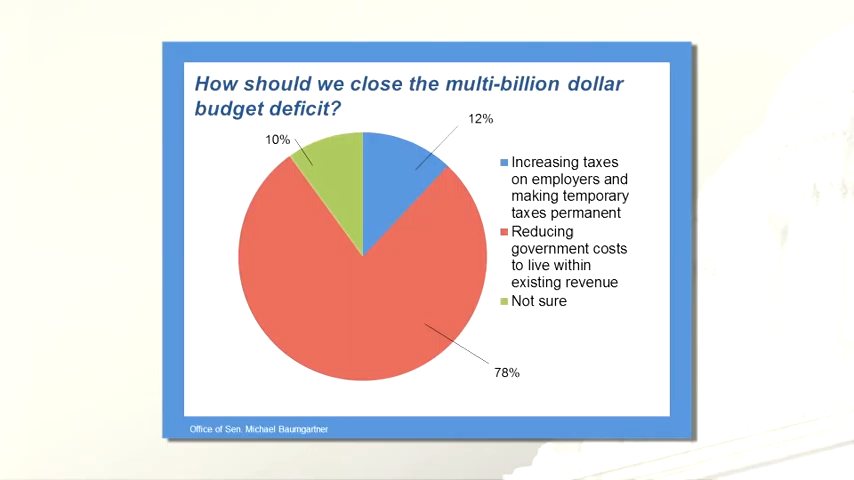 How should we close the multi-billion dollar
budget deficit?
12%
10%
Increasing taxes
on employers and
making temporary
taxes permanent
Reducing
government costs
to live within
existing revenue
Not sure
78%
Office of Sen. Michael Baumgartner